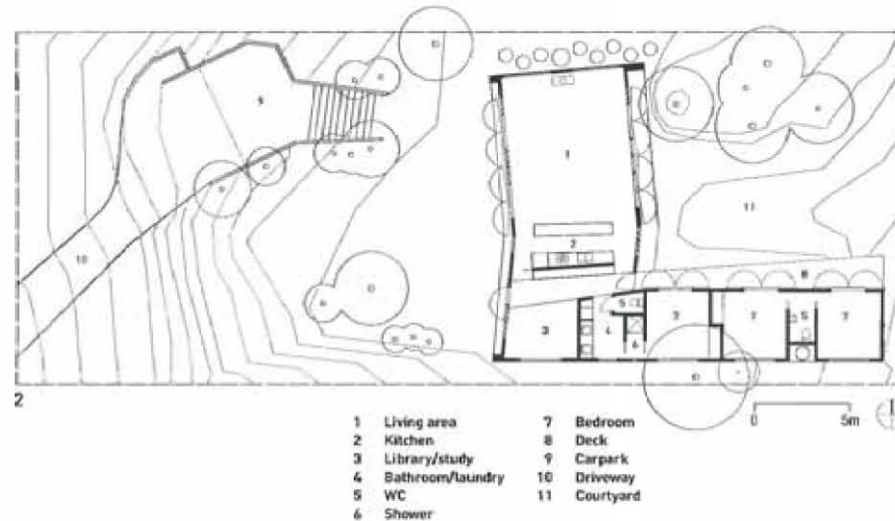 9
1
11
10
2
8
5
7
7
5
7
3
4
6
2
0 5m
1 Living area
2 Kitchen
3 Library/study
4 Bathroom/laundry
5 WC
6 Shower
7 Bedroom
8 Deck
9 Carpark
10 Driveway
11 Courtyard